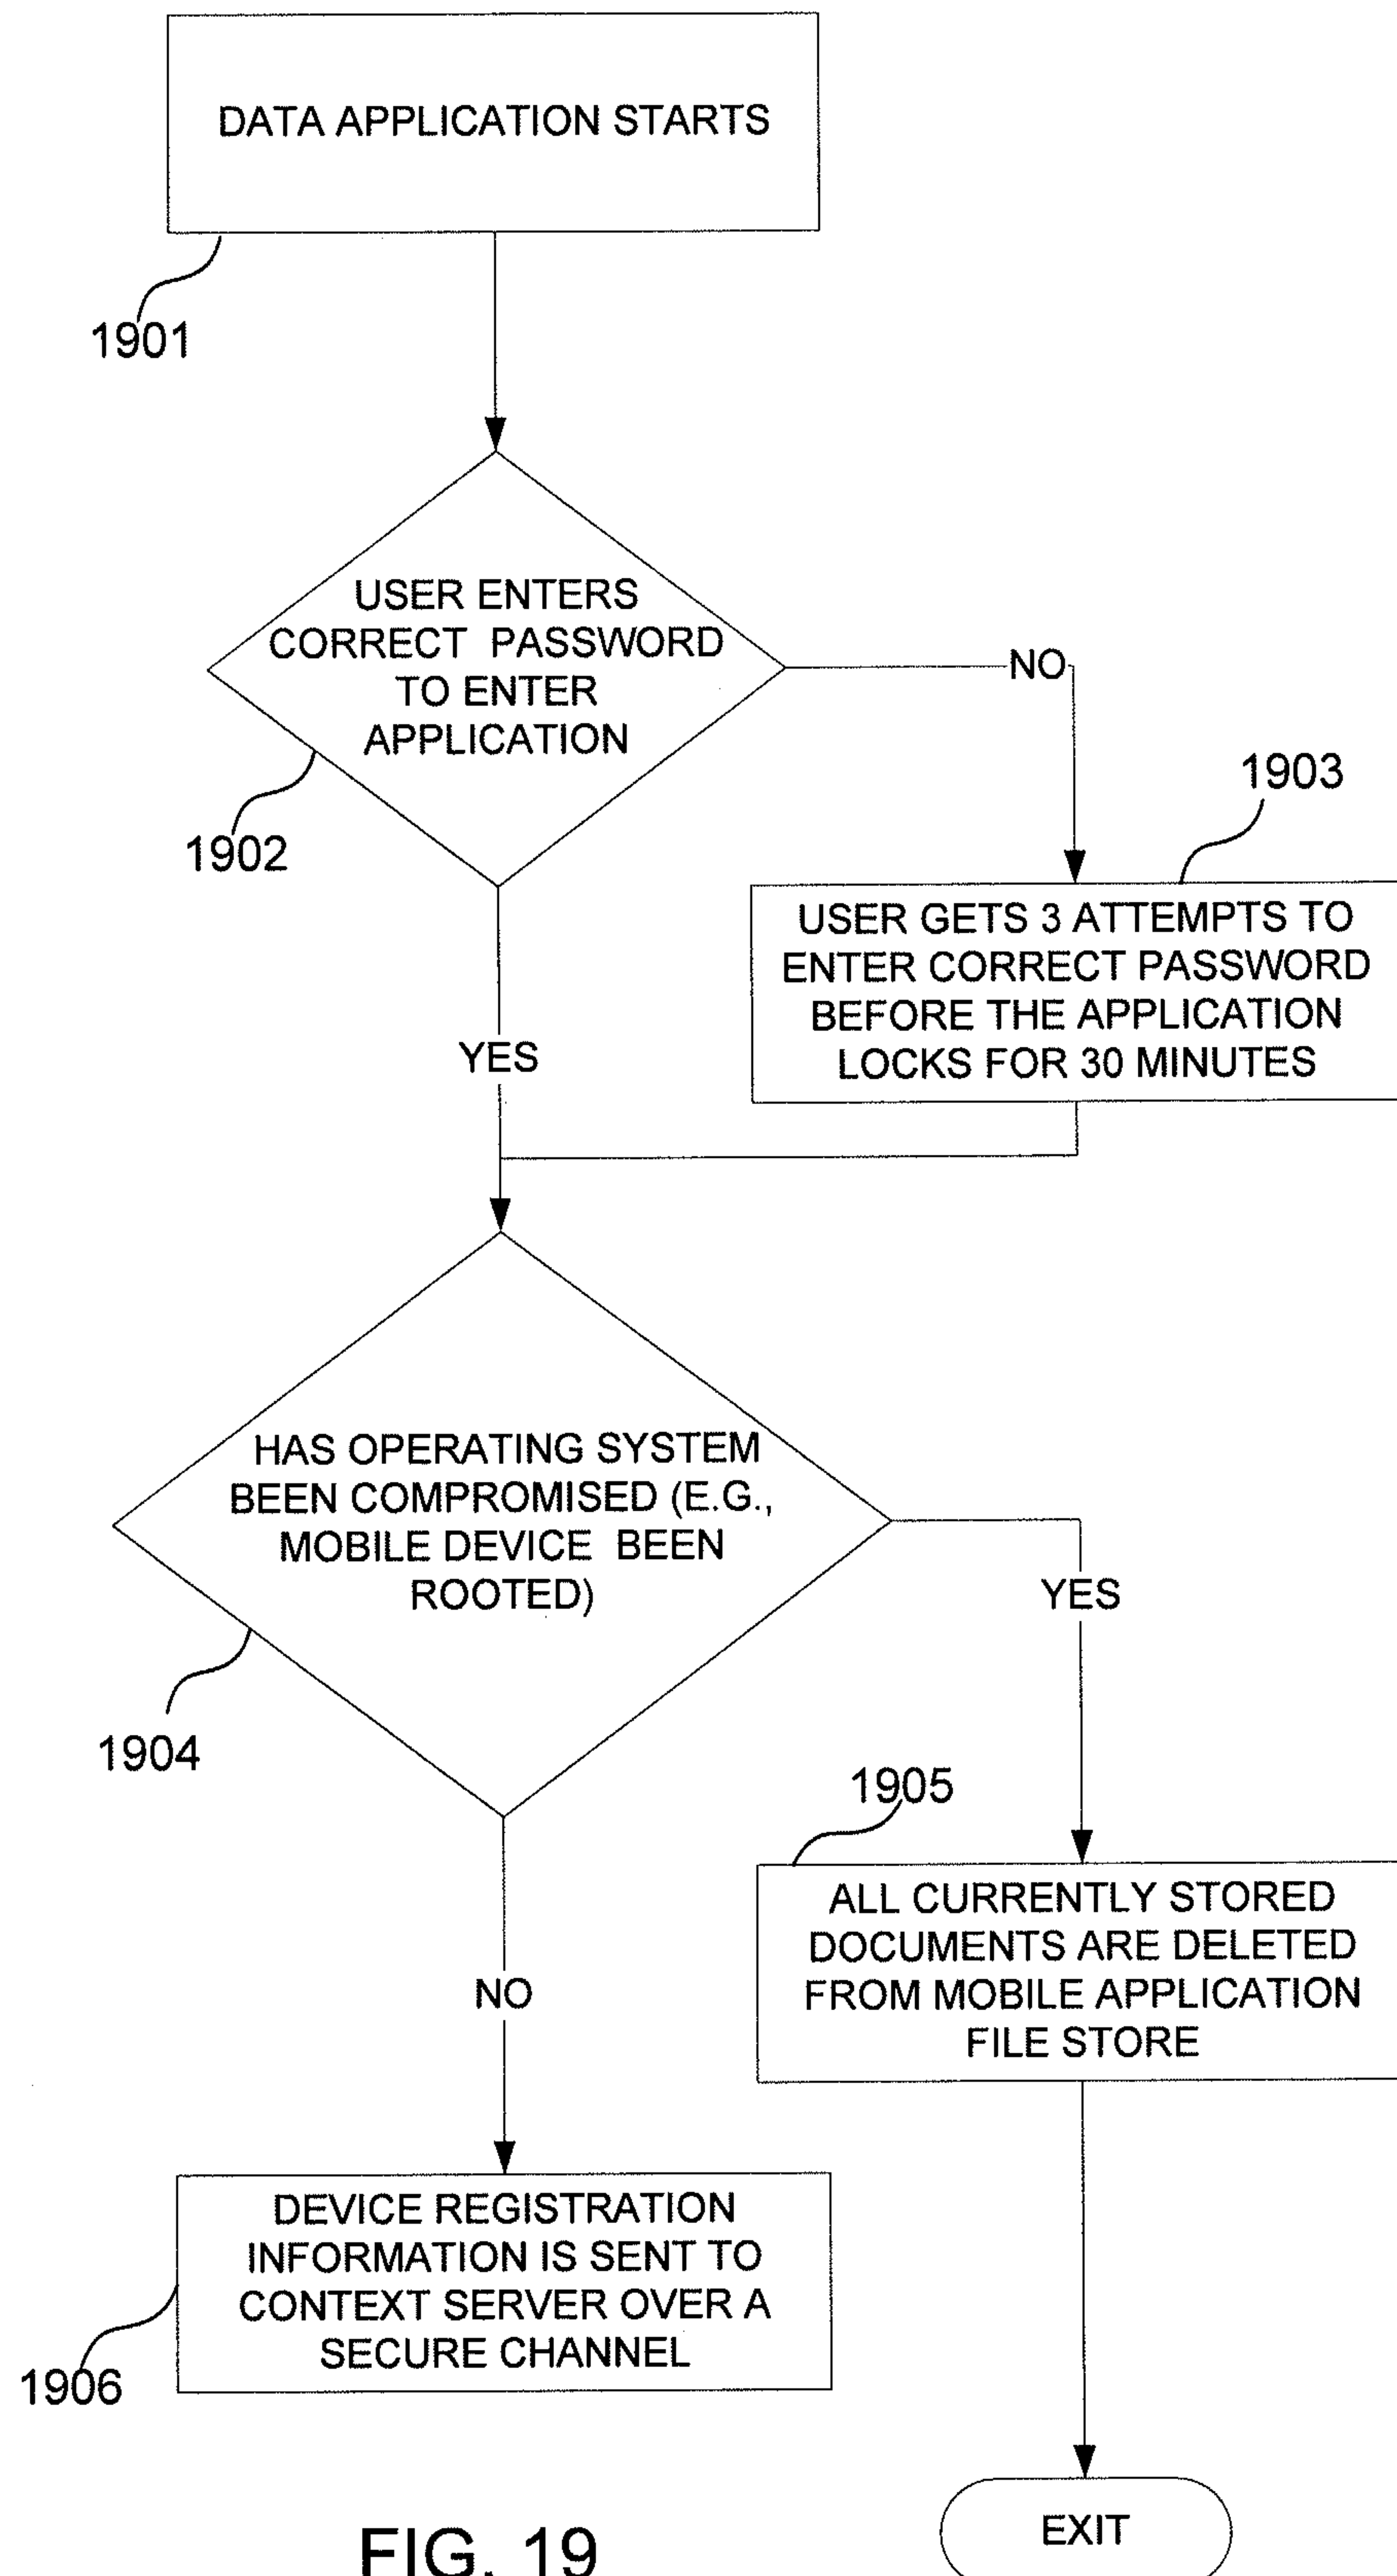 DATA APPLICATION STARTS
1901
USER ENTERS
CORRECT PASSWORD
TO ENTER
APPLICATION
NO
1902
1903
USER GETS 3 ATTEMPTS TO
ENTER CORRECT PASSWORD
BEFORE THE APPLICATION
LOCKS FOR 30 MINUTES
YES
HAS OPERATING SYSTEM
BEEN COMPROMISED (E.G.,
MOBILE DEVICE BEEN
ROOTED)
YES
1904
1905
ALL CURRENTLY STORED
DOCUMENTS ARE DELETED
FROM MOBILE APPLICATION
FILE STORE
NO
DEVICE REGISTRATION
INFORMATION IS SENT TO
CONTEXT SERVER OVER A
SECURE CHANNEL
1906
EXIT
FIG. 19